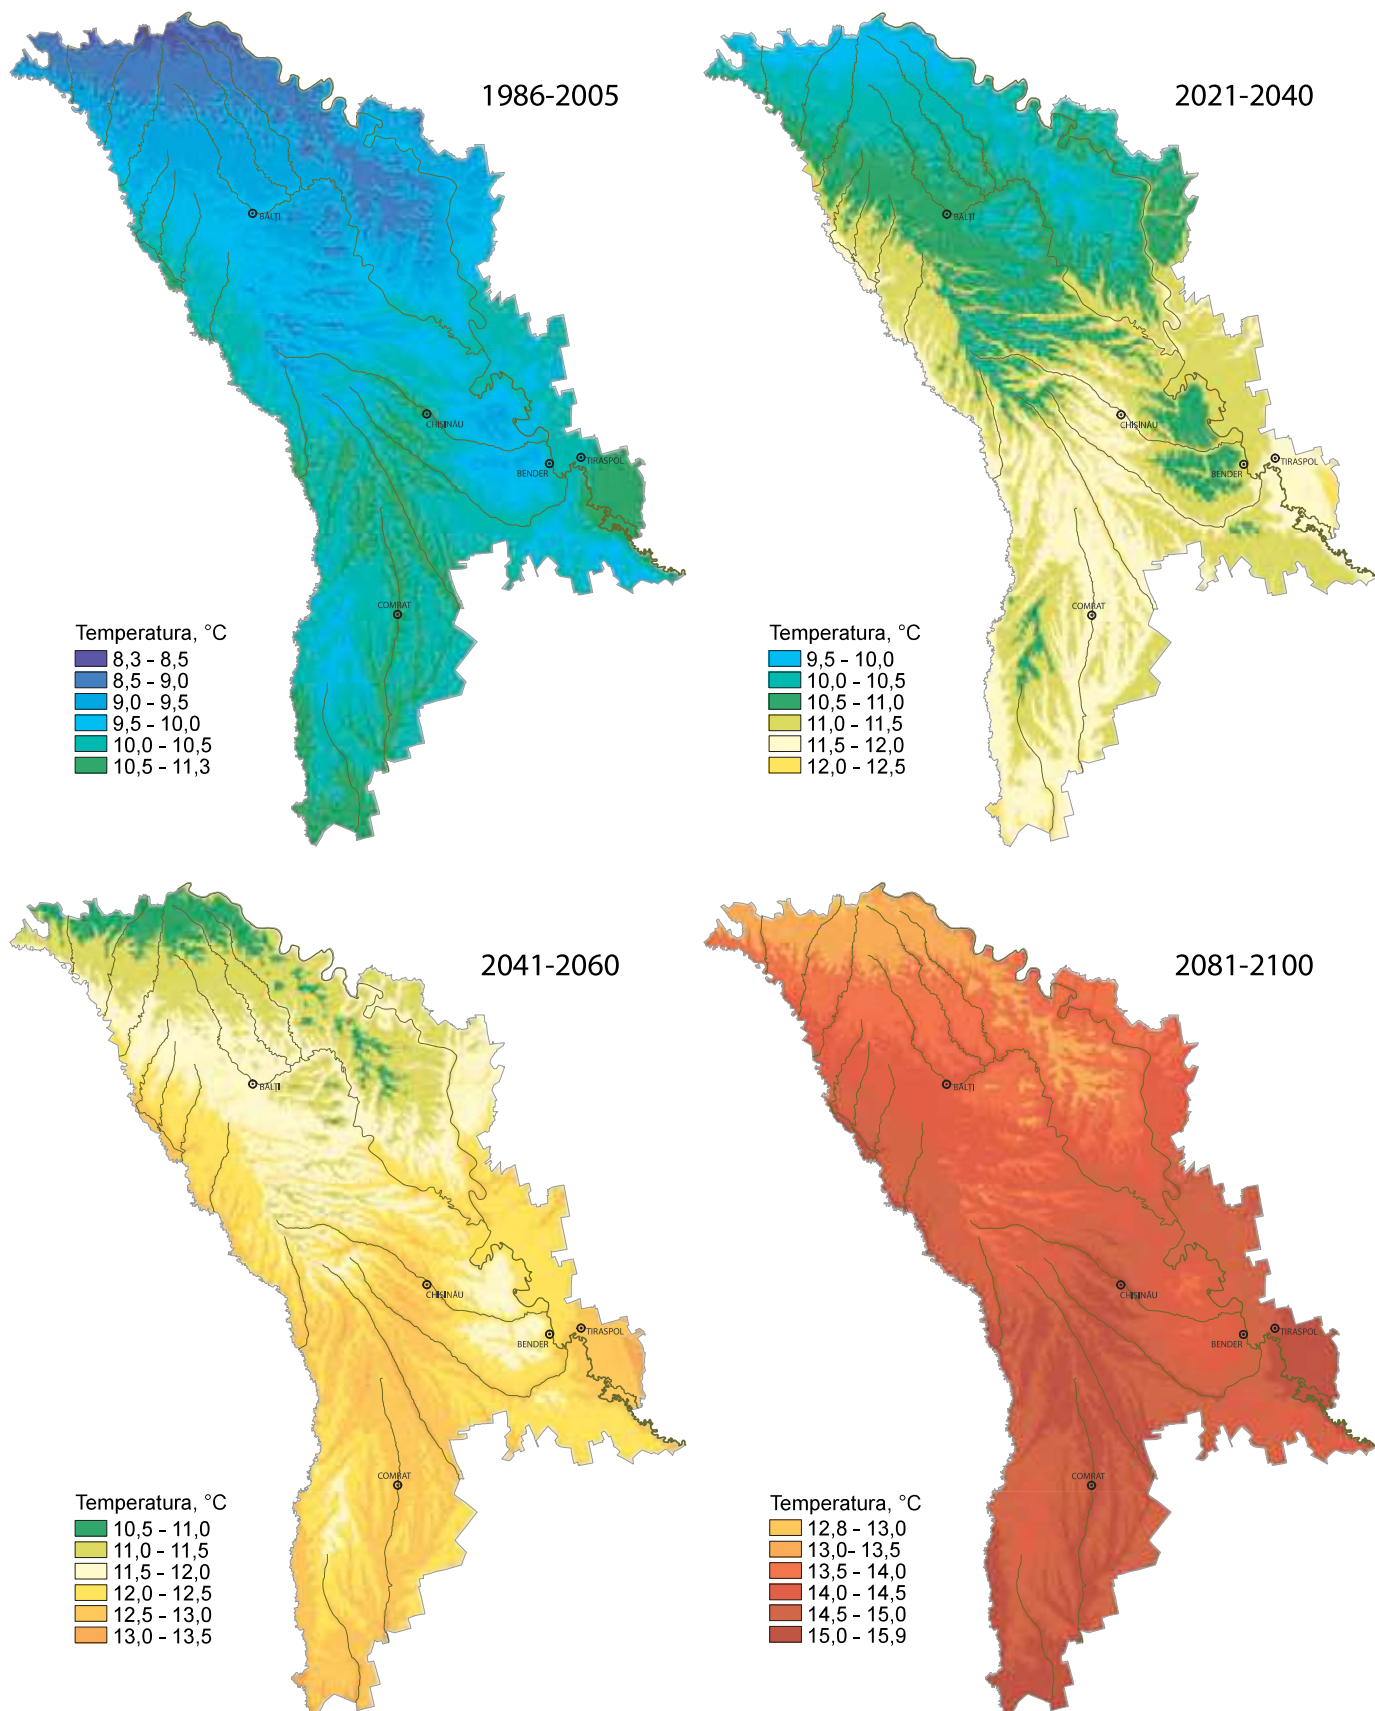 1986-2005
BĂLȚI
CHIȘINĂU
BENDER
TIRASPOL
COMRAT
Temperatura, °C
8,3 – 8,5
8,5 – 9,0
9,0 – 9,5
9,5 – 10,0
10,0 – 10,5
10,5 – 11,3
2021-2040
BĂLȚI
CHIȘINĂU
BENDER
TIRASPOL
COMRAT
Temperatura, °C
9,5 – 10,0
10,0 – 10,5
10,5 – 11,0
11,0 – 11,5
11,5 – 12,0
12,0 – 12,5
2041-2060
BĂLȚI
CHIȘINĂU
BENDER
TIRASPOL
COMRAT
Temperatura, °C
10,5 – 11,0
11,0 – 11,5
11,5 – 12,0
12,0 – 12,5
12,5 – 13,0
13,0 – 13,5
2081-2100
BĂLȚI
CHIȘINĂU
BENDER
TIRASPOL
COMRAT
Temperatura, °C
12,8 – 13,0
13,0– 13,5
13,5 – 14,0
14,0 – 14,5
14,5 – 15,0
15,0 – 15,9